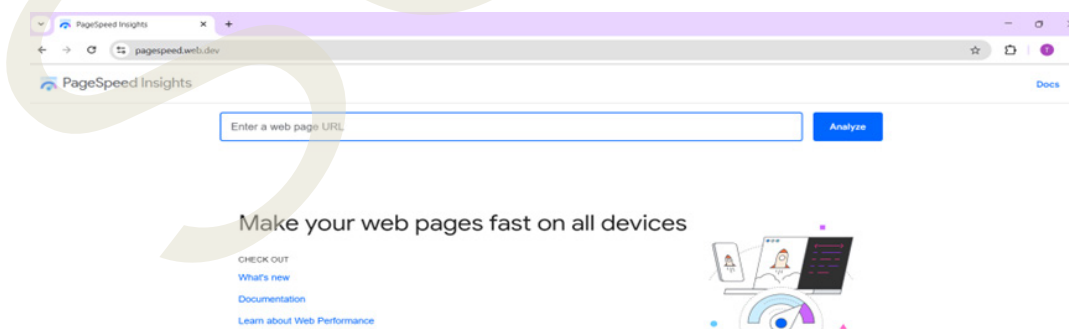 PageSpeed Insights
pagespeed.web.dev
PageSpeed Insights
Docs
Enter a web page URL
Analyze
Make your web pages fast on all devices
CHECK OUT
What's new
Documentation
Learn about Web Performance